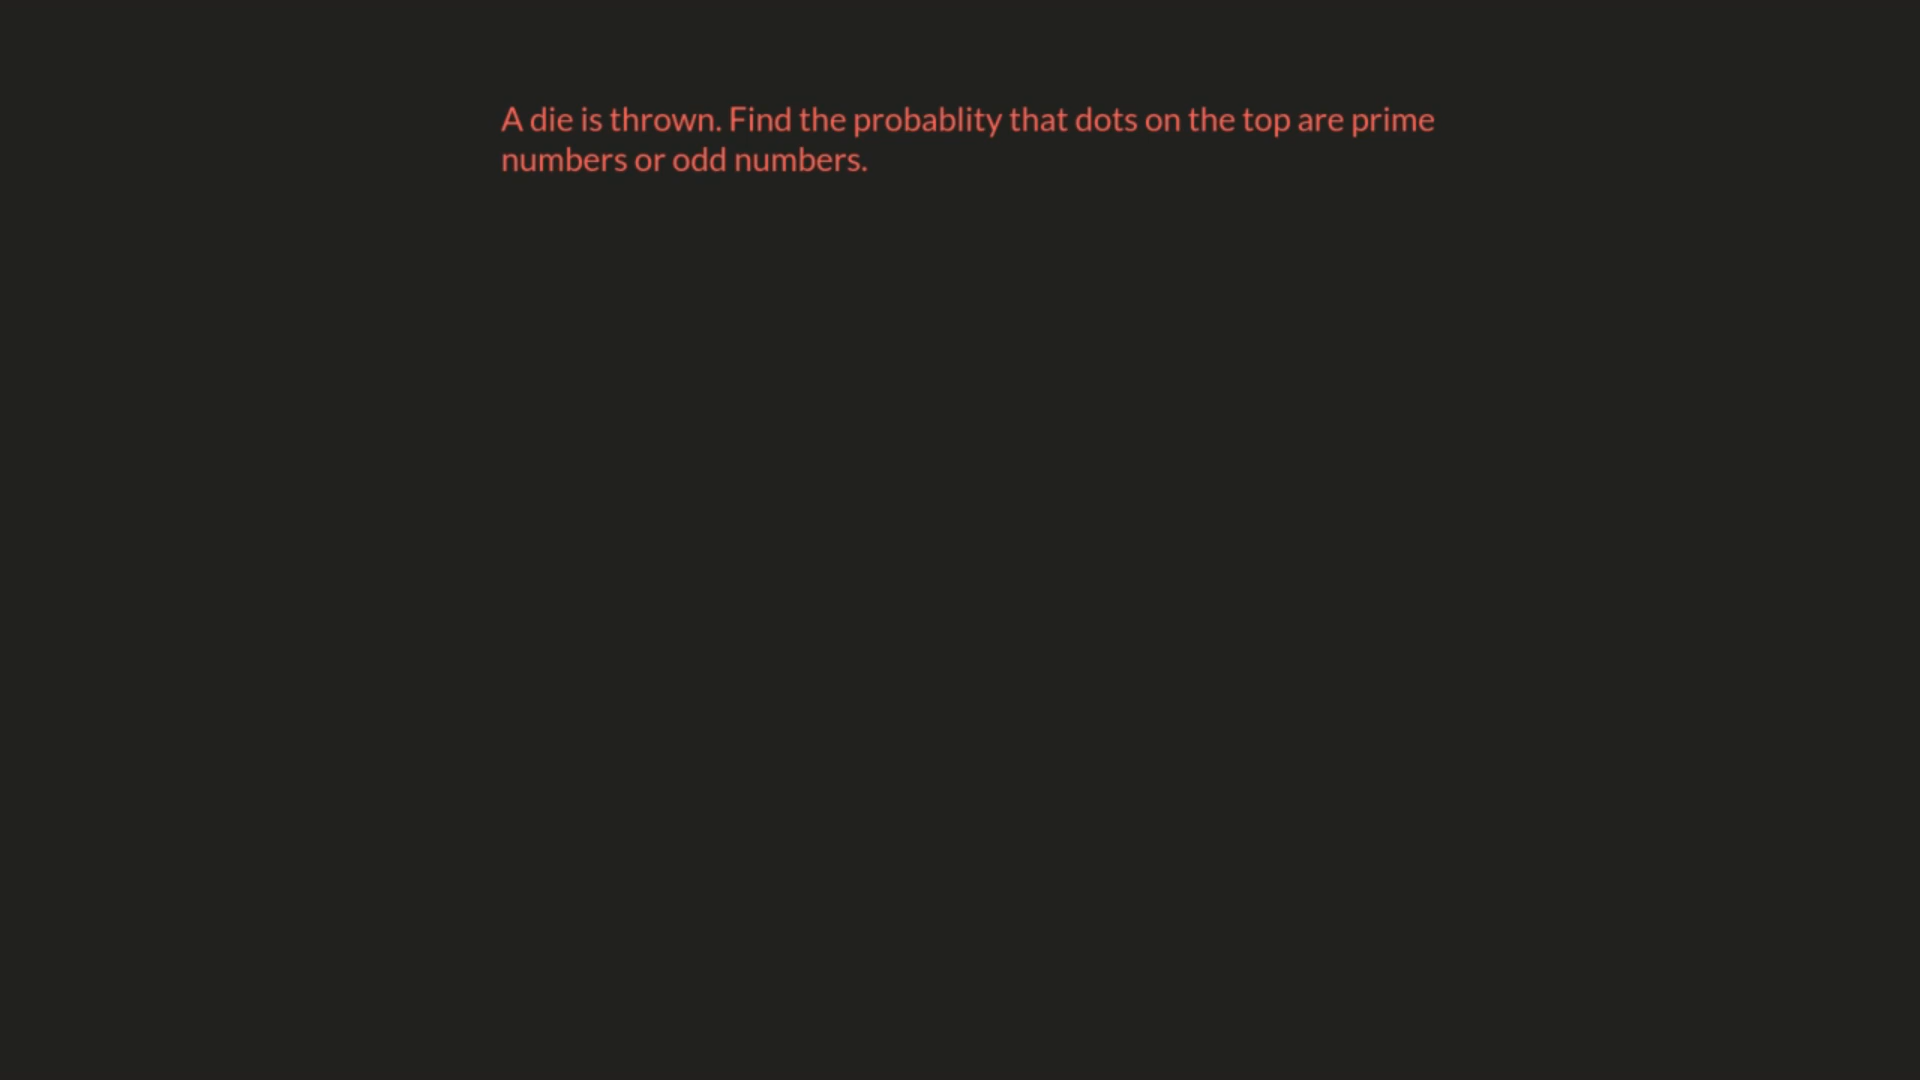 A die is thrown. Find the probablity that dots on the top are prime
numbers or odd numbers.